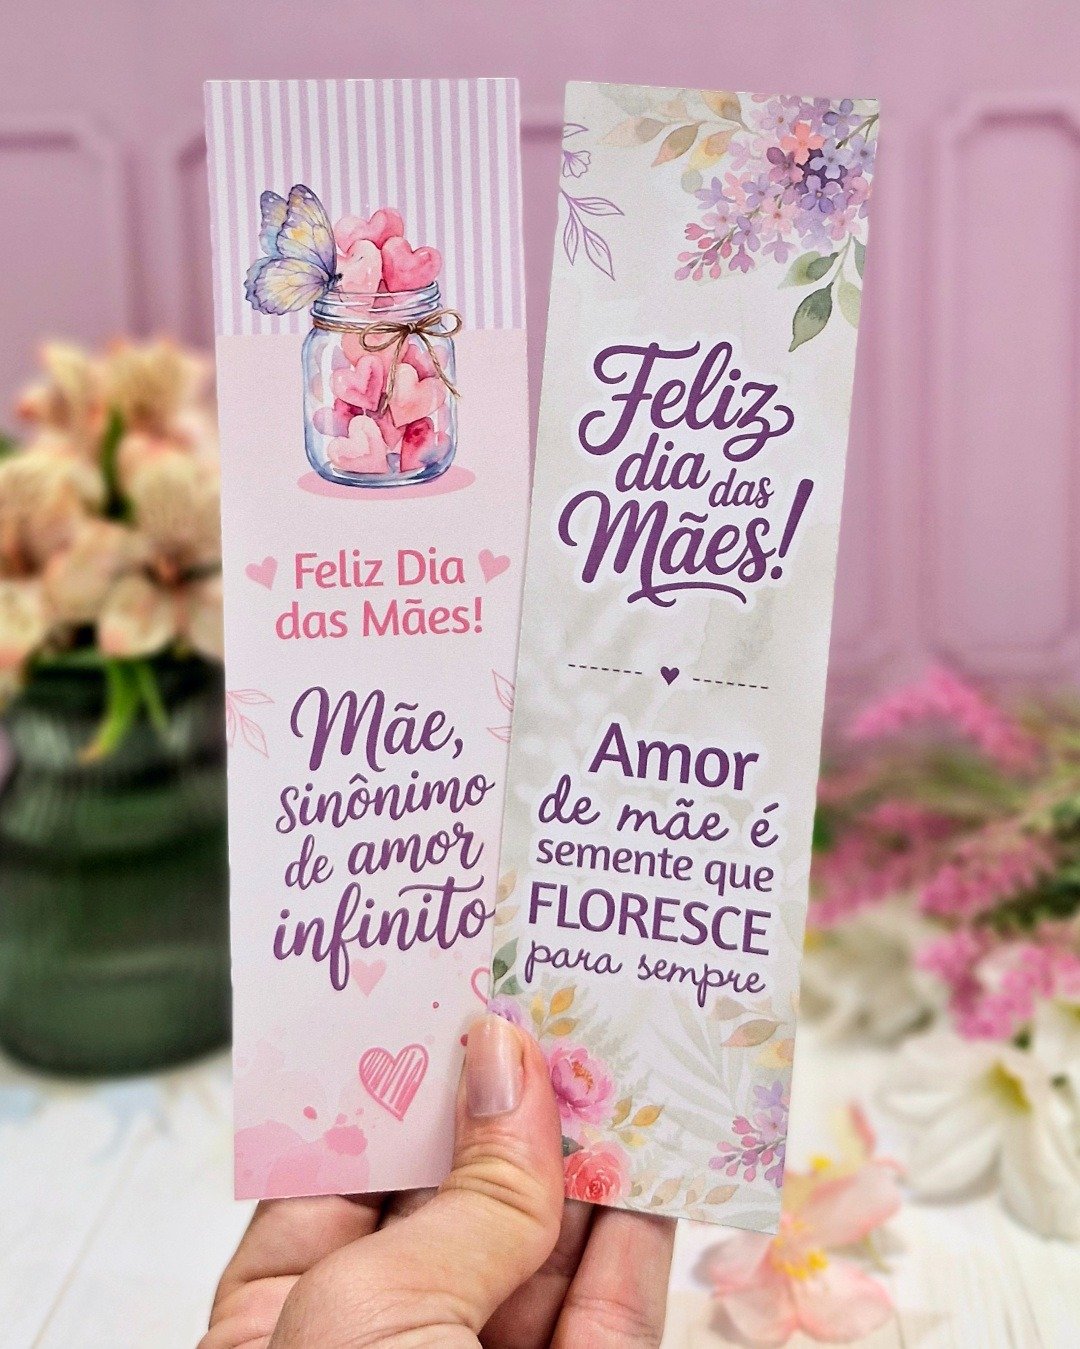 Feliz Dia
das Mães!
Mãe,
sinônimo
de amor
infinito
Feliz
dia das
Mães!
Amor
de mãe é
semente que
FLORESCE
para sempre